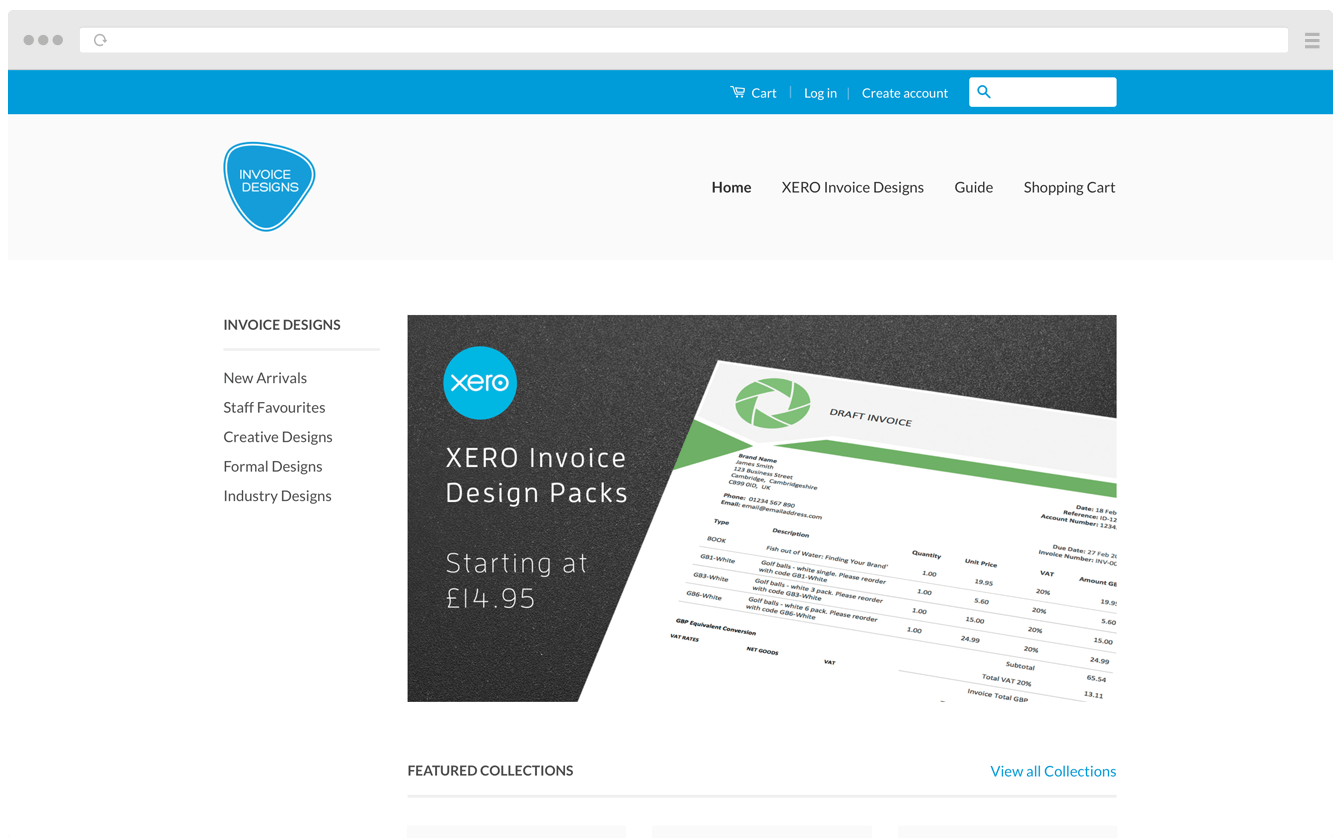 Cart
Log in
Create account
INVOICE
DESIGNS
Home
XERO Invoice Designs
Guide
Shopping Cart
INVOICE DESIGNS
New Arrivals
Staff Favourites
Creative Designs
Formal Designs
Industry Designs
xero
XERO Invoice
Design Packs
Starting at
£14.95
DRAFT INVOICE
Brand Name
James Smith
123 Business Street
Cambridge, Cambridgeshire
CB99 DID, UK
Phone: 01234 567 890
Email: email@emailaddress.com
Date: 18 Feb
Reference: ID-12
Account Number: 1234.
Due Date: 27 Feb 20
Invoice Number: INV-00
Type Description Quantity Unit Price VAT Amount GB
BOOK Fish out of Water: Finding Your Brand' 1.00 19.95 20% 19.95
GB1-White Golf balls - white single. Please reorder
with code GB1-White 1.00 5.60 20% 5.60
GB3-White Golf balls - white 3 pack. Please reorder
with code GB3-White 1.00 15.00 20% 15.00
GB6-White Golf balls - white 6 pack. Please reorder
with code GB6-White 1.00 24.99 20% 24.99
Subtotal 65.54
Total VAT 20% 13.11
Invoice Total GBP
GBP Equivalent Conversion
VAT RATES NET GOODS VAT
FEATURED COLLECTIONS
View all Collections